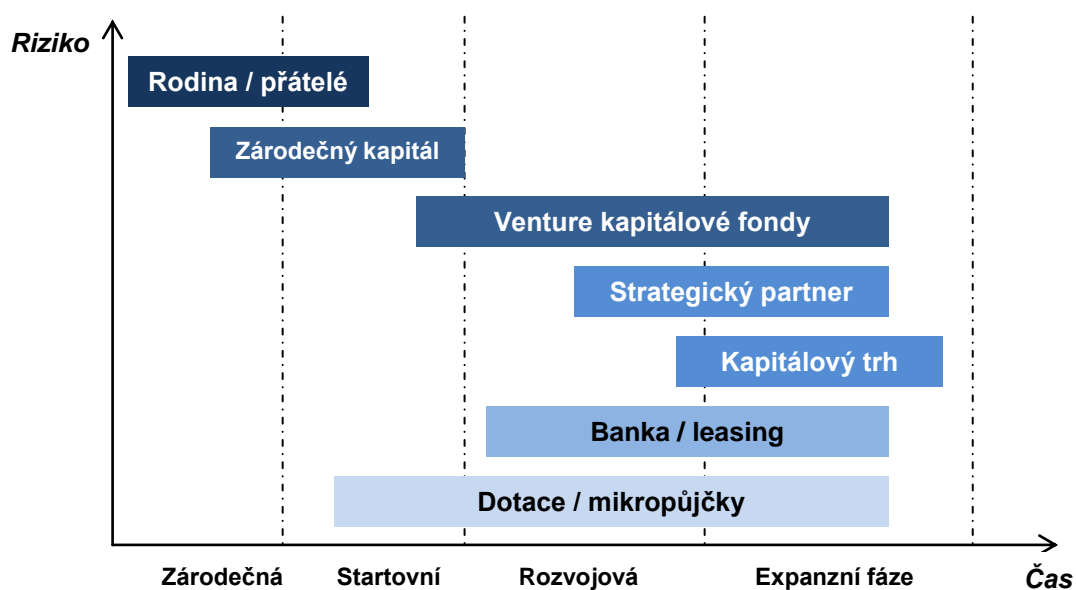 Riziko
Rodina / přátelé
Zárodečný kapitál
Venture kapitálové fondy
Strategický partner
Kapitálový trh
Banka / leasing
Dotace / mikropůjčky
Zárodečná Startovní Rozvojová Expanzní fáze Čas